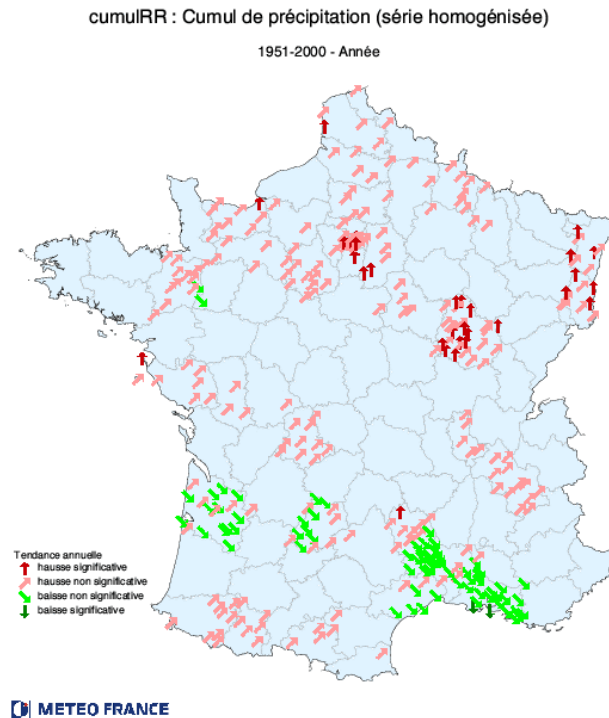 cumulRR : Cumul de précipitation (série homogénisée)
1951-2000 - Année
Tendance annuelle
hausse significative
hausse non significative
baisse non significative
baisse significative
METEO FRANCE